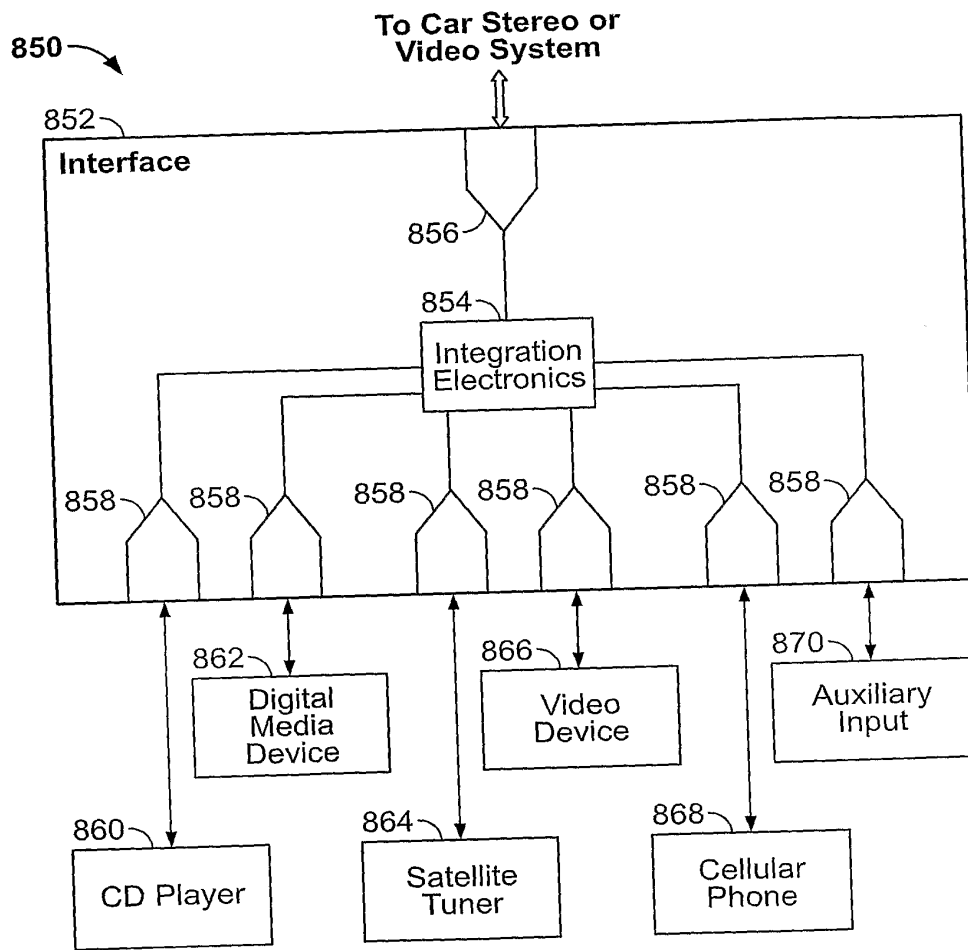 To Car Stereo or
Video System
850
852
Interface
856
854
Integration
Electronics
858
858
858
858
858
858
862
Digital
Media
Device
866
Video
Device
870
Auxiliary
Input
860
CD Player
864
Satellite
Tuner
868
Cellular
Phone